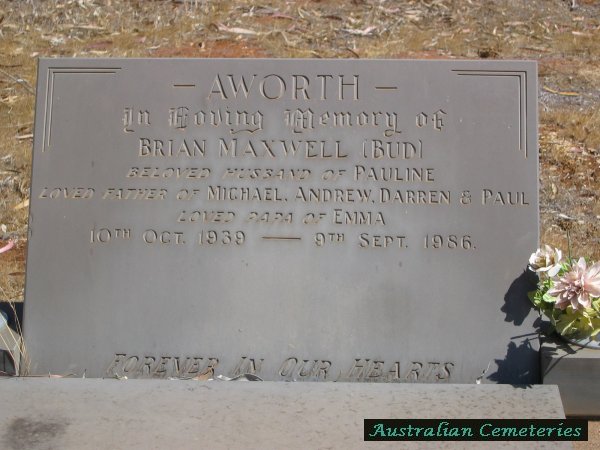 — AWORTH —
In Loving Memory of
BRIAN MAXWELL (BUD)
BELOVED HUSBAND OF PAULINE
LOVED FATHER OF MICHAEL, ANDREW, DARREN & PAUL
LOVED PAPA OF EMMA
10TH OCT. 1939 — 9TH SEPT. 1986.
FOREVER IN OUR HEARTS
Australian Cemeteries